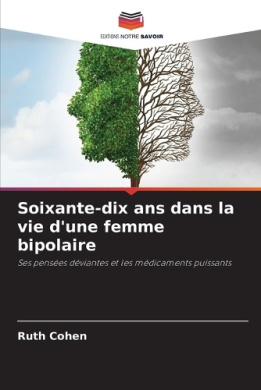 EDITIONS NOTRE SAVOIR
Soixante-dix ans dans la
vie d'une femme
bipolaire
Ses pensées déviantes et les médicaments puissants
Ruth Cohen